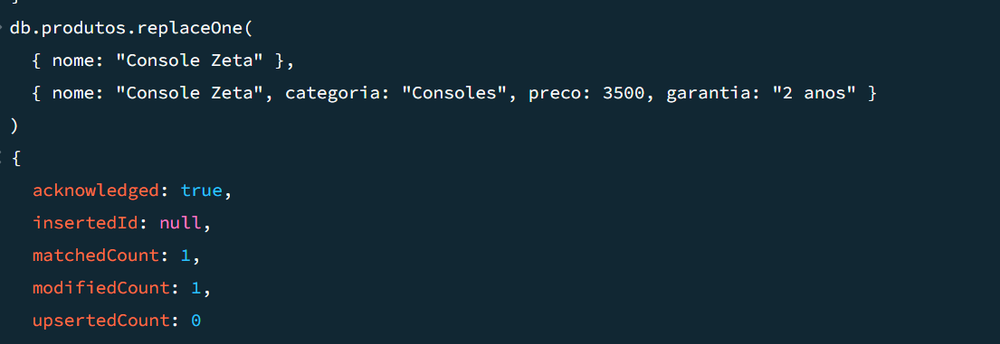 db.produtos.replaceOne(
{ nome: "Console Zeta" },
{ nome: "Console Zeta", categoria: "Consoles", preco: 3500, garantia: "2 anos" }
)
{
acknowledged: true,
insertedId: null,
matchedCount: 1,
modifiedCount: 1,
upsertedCount: 0